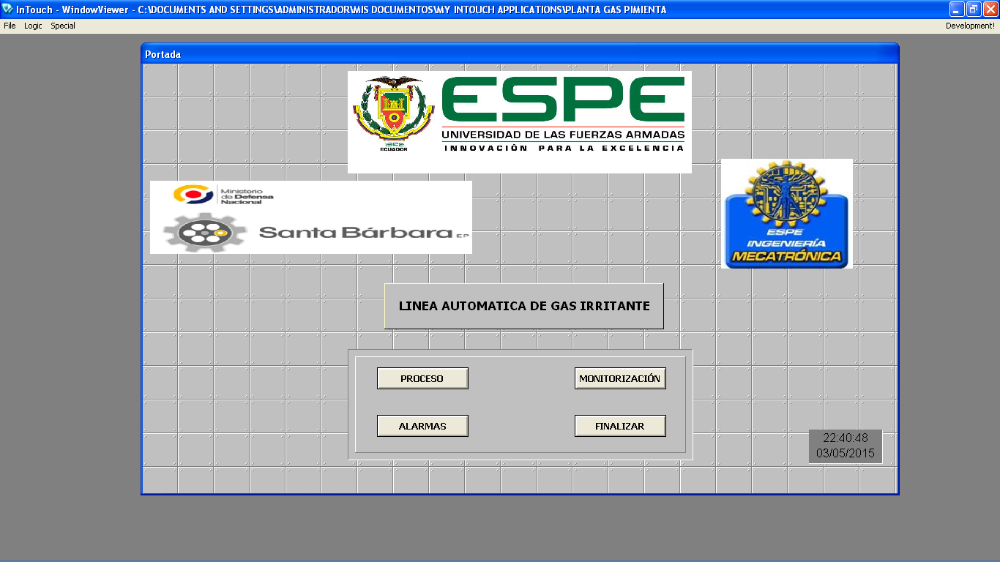 InTouch - WindowViewer - C:\DOCUMENTS AND SETTINGS\ADMINISTRADOR\MIS DOCUMENTOS\MY INTOUCH APPLICATIONS\PLANTA GAS PIMIENTA
File Logic Special Development!
Portada
ESPE
UNIVERSIDAD DE LAS FUERZAS ARMADAS
INNOVACIÓN PARA LA EXCELENCIA
1922
ECUADOR
Ministerio
de Defensa
Nacional
Santa Bárbara EP
ESPE
INGENIERÍA
MECATRÓNICA
LINEA AUTOMATICA DE GAS IRRITANTE
PROCESO MONITORIZACIÓN
ALARMAS FINALIZAR
22:40:48
03/05/2015